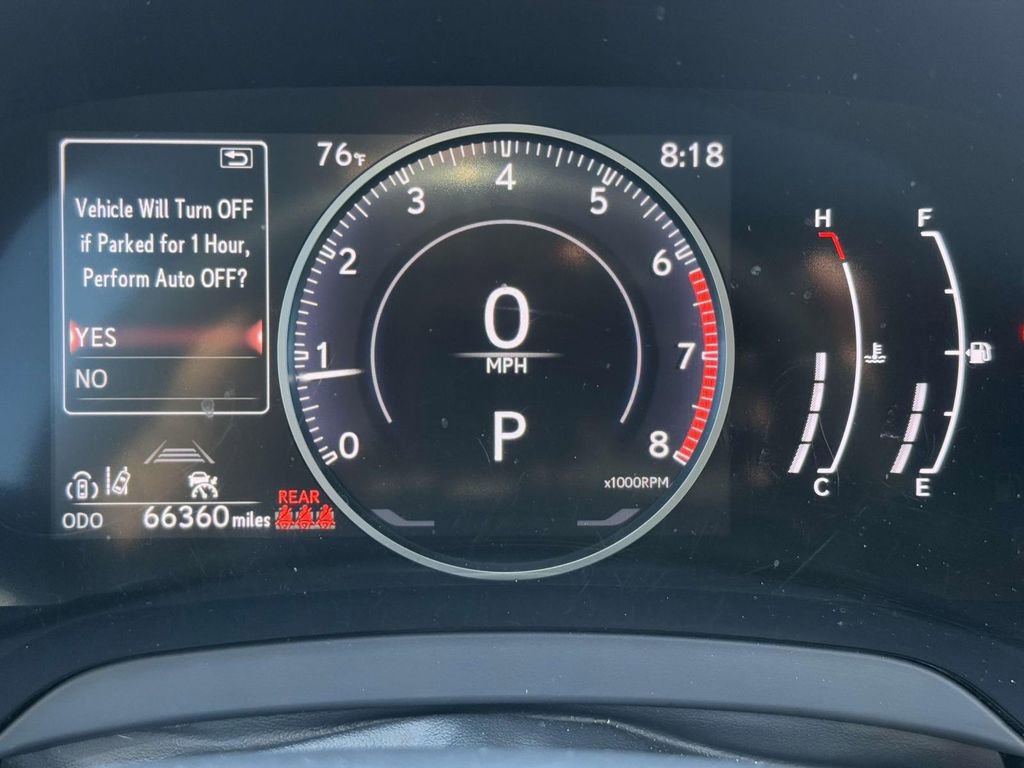 76°F
8:18
Vehicle Will Turn OFF
if Parked for 1 Hour,
Perform Auto OFF?
YES
NO
0
1
2
3
4
5
6
7
8
0
MPH
P
x1000RPM
H
C
F
E
REAR
ODO 66360 miles